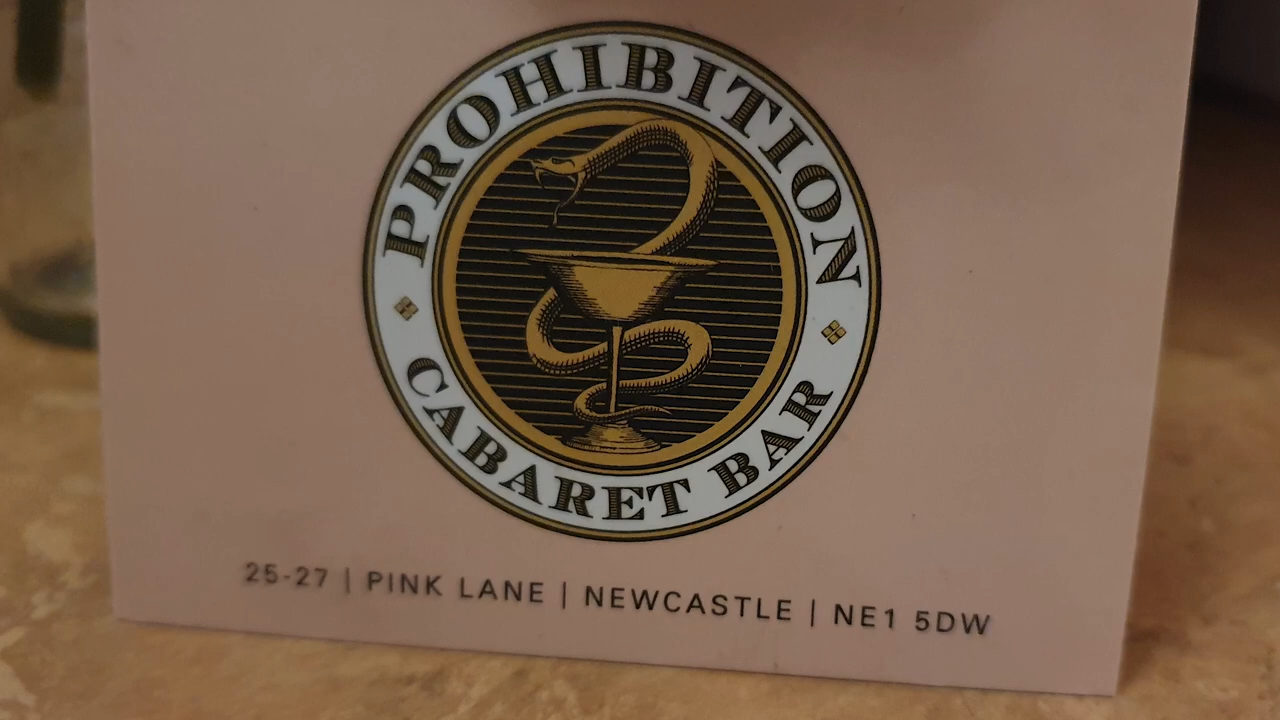 PROHIBITION
CABARET BAR
25-27 | PINK LANE | NEWCASTLE | NE1 5DW